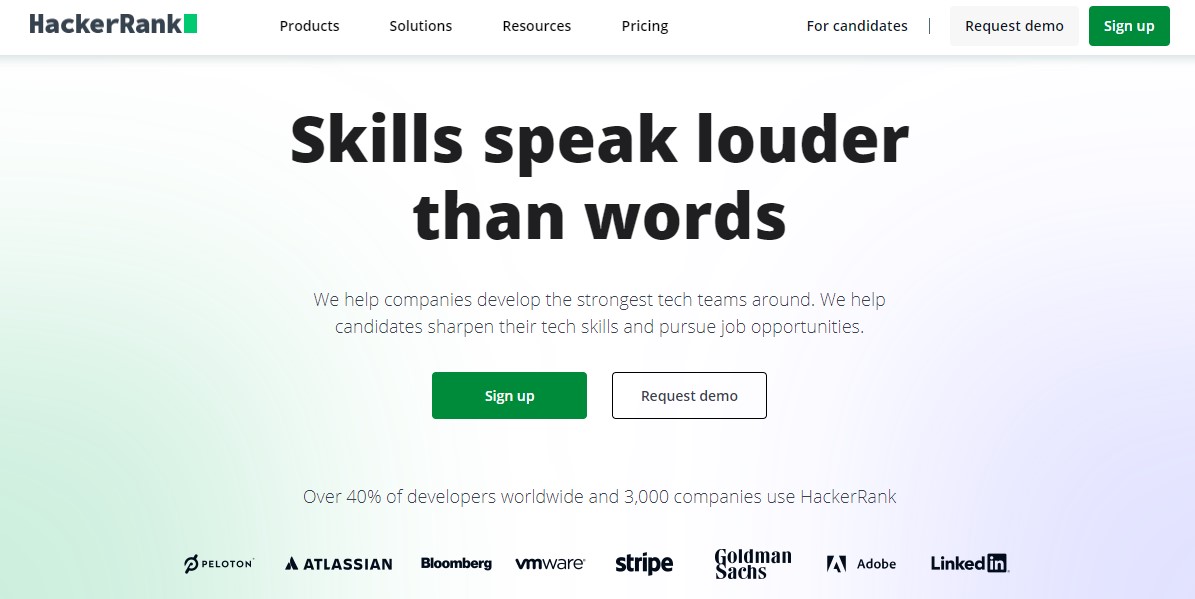 HackerRank
Products Solutions Resources Pricing For candidates | Request demo Sign up
Skills speak louder
than words
We help companies develop the strongest tech teams around. We help
candidates sharpen their tech skills and pursue job opportunities.
Sign up Request demo
Over 40% of developers worldwide and 3,000 companies use HackerRank
PELOTON ATLASSIAN Bloomberg vmware stripe Goldman Sachs Adobe Linked in